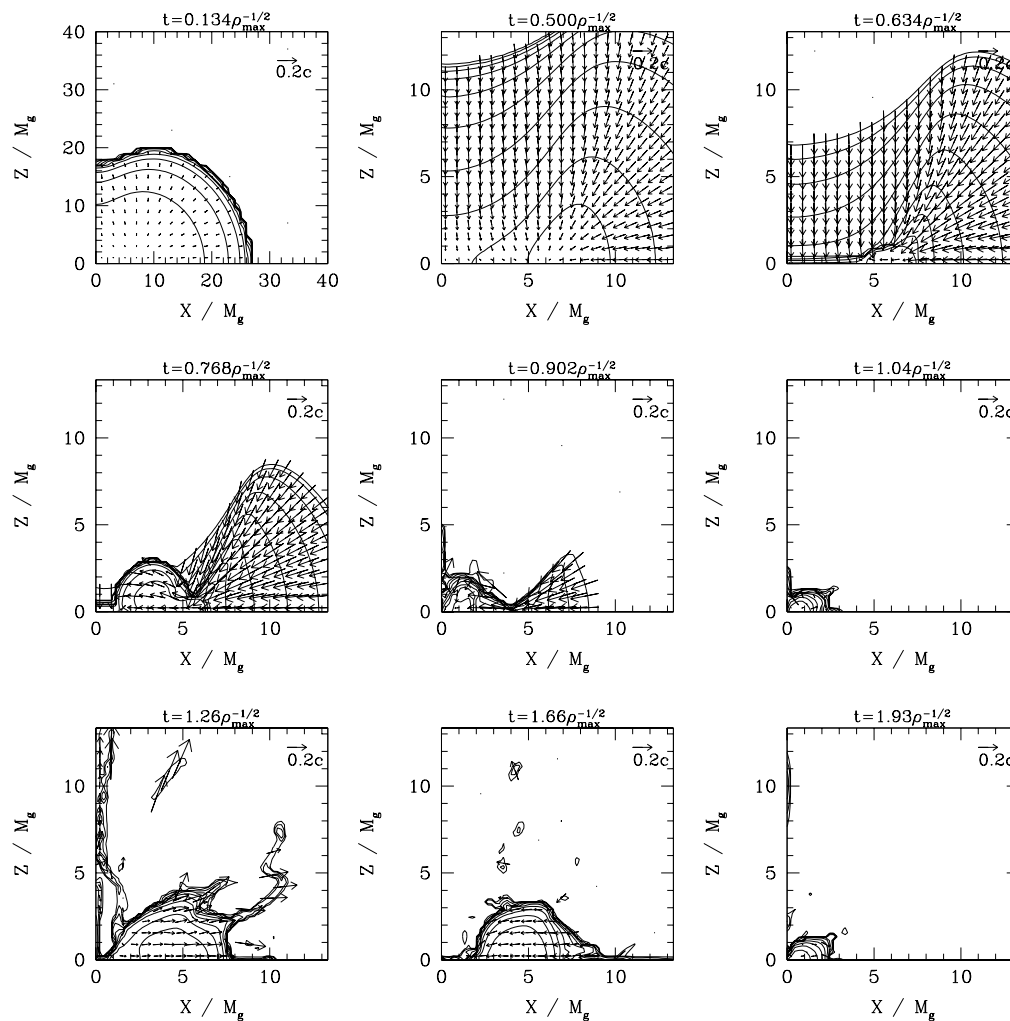 t=0.134ρ_max^{-1/2}
t=0.500ρ_max^{-1/2}
t=0.634ρ_max^{-1/2}
40
30
20
10
0
Z / M_g
0.2c
0 10 20 30 40
X / M_g
10
5
0
Z / M_g
0.2c
0 5 10
X / M_g
10
5
0
Z / M_g
0.2c
0 5 10
X / M_g
t=0.768ρ_max^{-1/2}
t=0.902ρ_max^{-1/2}
t=1.04ρ_max^{-1/2}
10
5
0
Z / M_g
0.2c
0 5 10
X / M_g
10
5
0
Z / M_g
0.2c
0 5 10
X / M_g
10
5
0
Z / M_g
0.2c
0 5 10
X / M_g
t=1.26ρ_max^{-1/2}
t=1.66ρ_max^{-1/2}
t=1.93ρ_max^{-1/2}
10
5
0
Z / M_g
0.2c
0 5 10
X / M_g
10
5
0
Z / M_g
0.2c
0 5 10
X / M_g
10
5
0
Z / M_g
0.2c
0 5 10
X / M_g